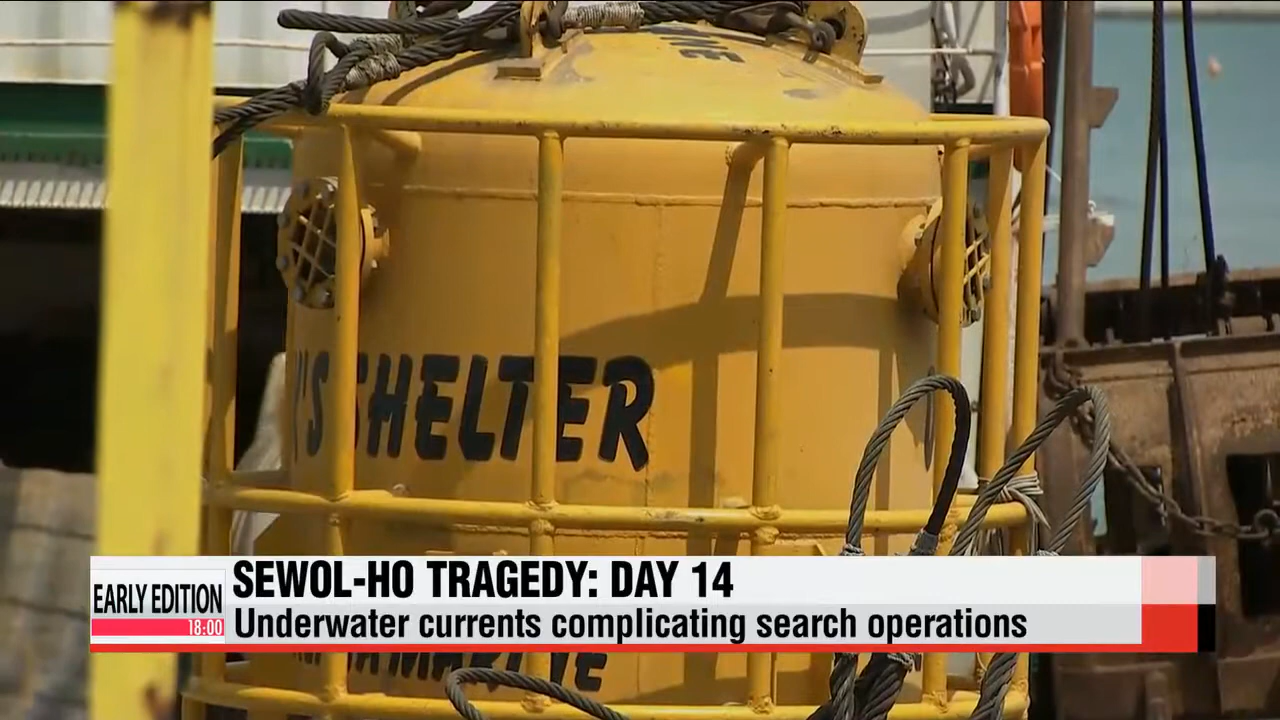 'S SHELTER
SEWOL-HO TRAGEDY: DAY 14
EARLY EDITION
18:00
Underwater currents complicating search operations